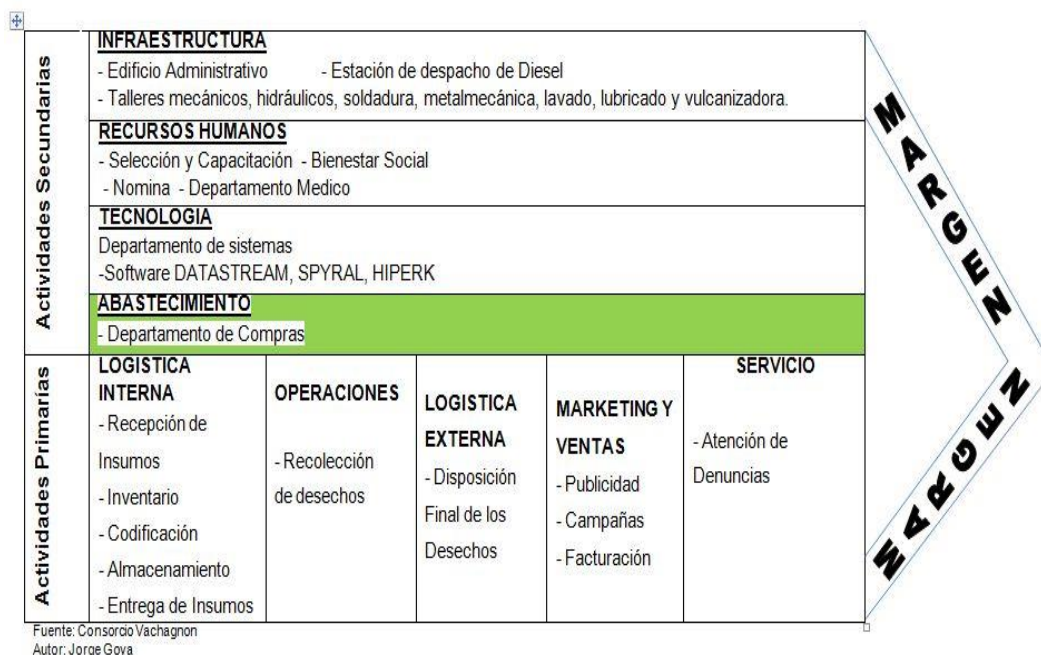 Actividades Secundarias
INFRAESTRUCTURA
- Edificio Administrativo - Estación de despacho de Diesel
- Talleres mecánicos, hidráulicos, soldadura, metalmecánica, lavado, lubricado y vulcanizadora.
RECURSOS HUMANOS
- Selección y Capacitación - Bienestar Social
- Nomina - Departamento Medico
TECNOLOGIA
Departamento de sistemas
-Software DATASTREAM, SPYRAL, HIPERK
ABASTECIMIENTO
- Departamento de Compras
Actividades Primarías
LOGISTICA
INTERNA
- Recepción de
Insumos
- Inventario
- Codificación
- Almacenamiento
- Entrega de Insumos
OPERACIONES
- Recolección
de desechos
LOGISTICA
EXTERNA
- Disposición
Final de los
Desechos
MARKETING Y
VENTAS
- Publicidad
- Campañas
- Facturación
SERVICIO
- Atención de
Denuncias
MARGEN
MARGEN
Fuente: Consorcio Vachagnon
Autor: Jorge Goya